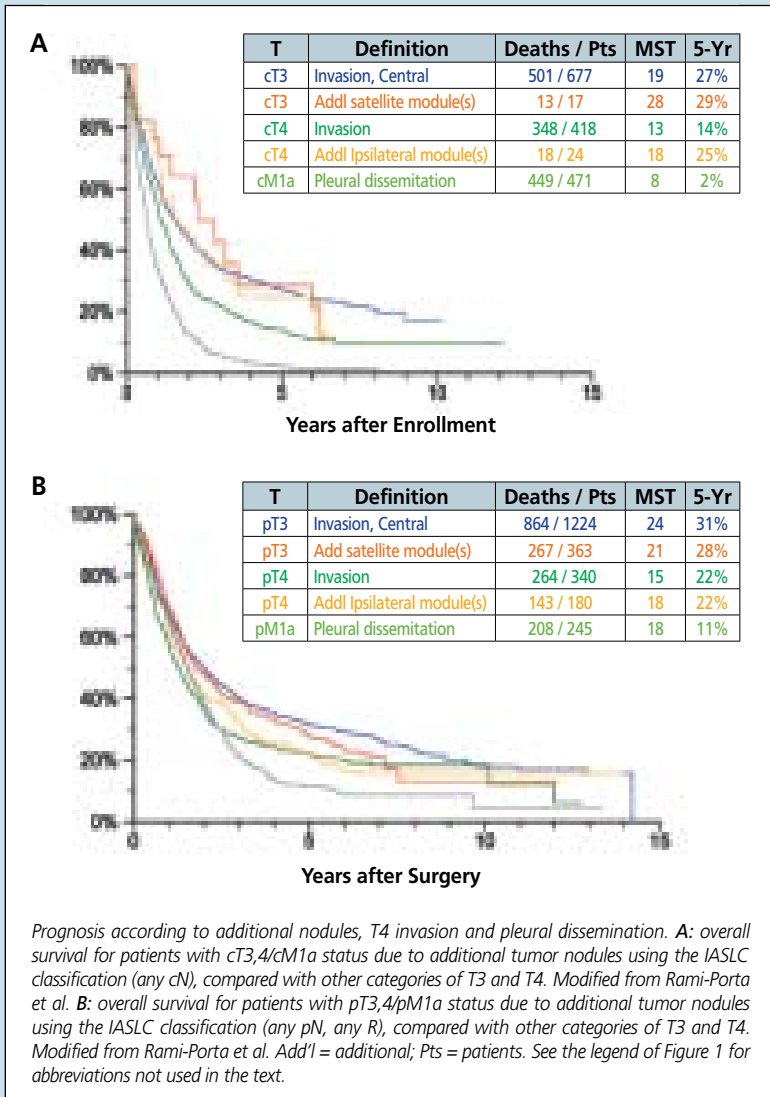 A
T Definition Deaths / Pts MST 5-Yr
cT3 Invasion, Central 501 / 677 19 27%
cT3 Addl satellite module(s) 13 / 17 28 29%
cT4 Invasion 348 / 418 13 14%
cT4 Addl Ipsilateral module(s) 18 / 24 18 25%
cM1a Pleural dissemitation 449 / 471 8 2%
100%
80%
60%
40%
20%
0%
0 5 10 15
Years after Enrollment
B
T Definition Deaths / Pts MST 5-Yr
pT3 Invasion, Central 864 / 1224 24 31%
pT3 Add satellite module(s) 267 / 363 21 28%
pT4 Invasion 264 / 340 15 22%
pT4 Addl Ipsilateral module(s) 143 / 180 18 22%
pM1a Pleural dissemitation 208 / 245 18 11%
100%
80%
60%
40%
20%
0%
0 5 10 15
Years after Surgery
Prognosis according to additional nodules, T4 invasion and pleural dissemination. A: overall
survival for patients with cT3,4/cM1a status due to additional tumor nodules using the IASLC
classification (any cN), compared with other categories of T3 and T4. Modified from Rami-Porta
et al. B: overall survival for patients with pT3,4/pM1a status due to additional tumor nodules
using the IASLC classification (any pN, any R), compared with other categories of T3 and T4.
Modified from Rami-Porta et al. Add'l = additional; Pts = patients. See the legend of Figure 1 for
abbreviations not used in the text.